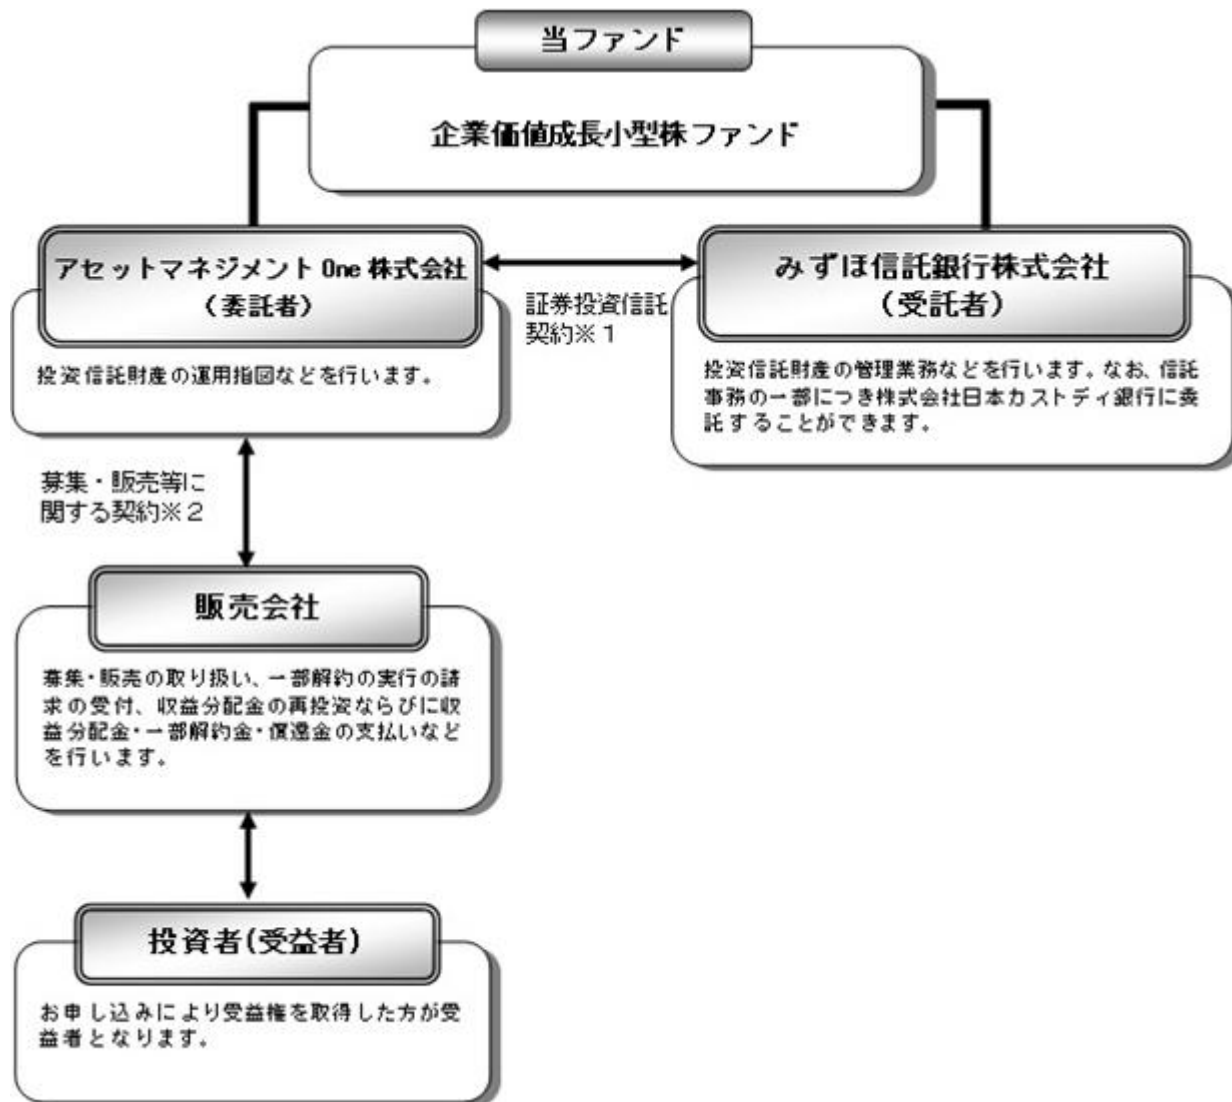 当ファンド
企業価値成長小型株ファンド
アセットマネジメント One 株式会社
（委託者）
投資信託財産の運用指図などを行います。
証券投資信託
契約※１
みずほ信託銀行株式会社
（受託者）
投資信託財産の管理業務などを行います。なお、信託
事務の一部につき株式会社日本カストディ銀行に委
託することができます。
募集・販売等に
関する契約※２
販売会社
募集・販売の取り扱い、一部解約の実行の請
求の受付、収益分配金の再投資ならびに収
益分配金・一部解約金・償還金の支払いなど
を行います。
投資者(受益者)
お申し込みにより受益権を取得した方が受
益者となります。